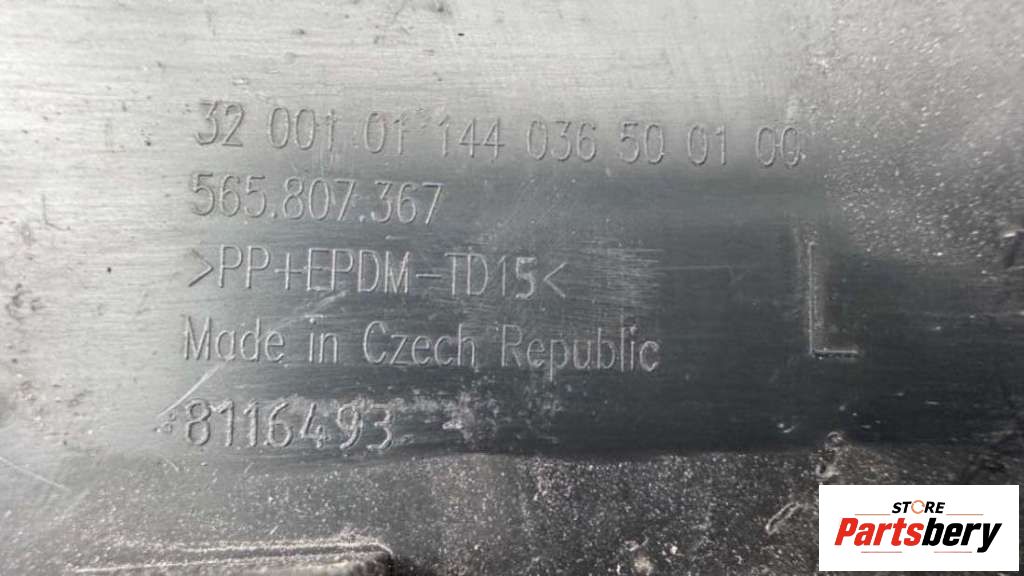 32 001 01 144 036 50 01 00
565.807.367
>PP+EPDM-TD15<
L
Made in Czech Republic
8116493
STORE
Partsbery